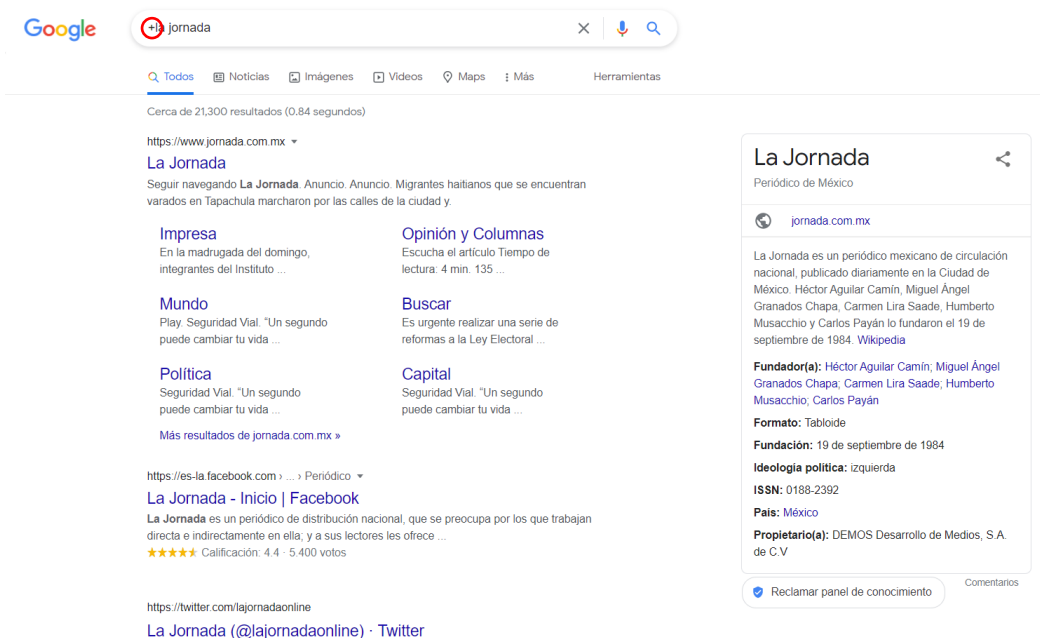 Google
+la jornada
Todos
Noticias
Imágenes
Videos
Maps
Más
Herramientas
Cerca de 21,300 resultados (0.84 segundos)
https://www.jornada.com.mx
La Jornada
Seguir navegando La Jornada. Anuncio. Anuncio. Migrantes haitianos que se encuentran
varados en Tapachula marcharon por las calles de la ciudad y.
Impresa
En la madrugada del domingo,
integrantes del Instituto ...
Opinión y Columnas
Escucha el artículo Tiempo de
lectura: 4 min. 135 ...
Mundo
Play. Seguridad Vial. “Un segundo
puede cambiar tu vida ...
Buscar
Es urgente realizar una serie de
reformas a la Ley Electoral ...
Política
Seguridad Vial. “Un segundo
puede cambiar tu vida ...
Capital
Seguridad Vial. “Un segundo
puede cambiar tu vida ...
Más resultados de jornada.com.mx »
https://es-la.facebook.com › ... › Periódico
La Jornada - Inicio | Facebook
La Jornada es un periódico de distribución nacional, que se preocupa por los que trabajan
directa e indirectamente en ella; y a sus lectores les ofrece ...
Calificación: 4.4 · 5.400 votos
https://twitter.com/lajornadaonline
La Jornada (@lajornadaonline) · Twitter
La Jornada
Periódico de México
jornada.com.mx
La Jornada es un periódico mexicano de circulación
nacional, publicado diariamente en la Ciudad de
México. Héctor Aguilar Camín, Miguel Ángel
Granados Chapa, Carmen Lira Saade, Humberto
Musacchio y Carlos Payán lo fundaron el 19 de
septiembre de 1984. Wikipedia
Fundador(a): Héctor Aguilar Camín; Miguel Ángel
Granados Chapa; Carmen Lira Saade; Humberto
Musacchio; Carlos Payán
Formato: Tabloide
Fundación: 19 de septiembre de 1984
Ideología política: izquierda
ISSN: 0188-2392
País: México
Propietario(a): DEMOS Desarrollo de Medios, S.A.
de C.V
Reclamar panel de conocimiento
Comentarios